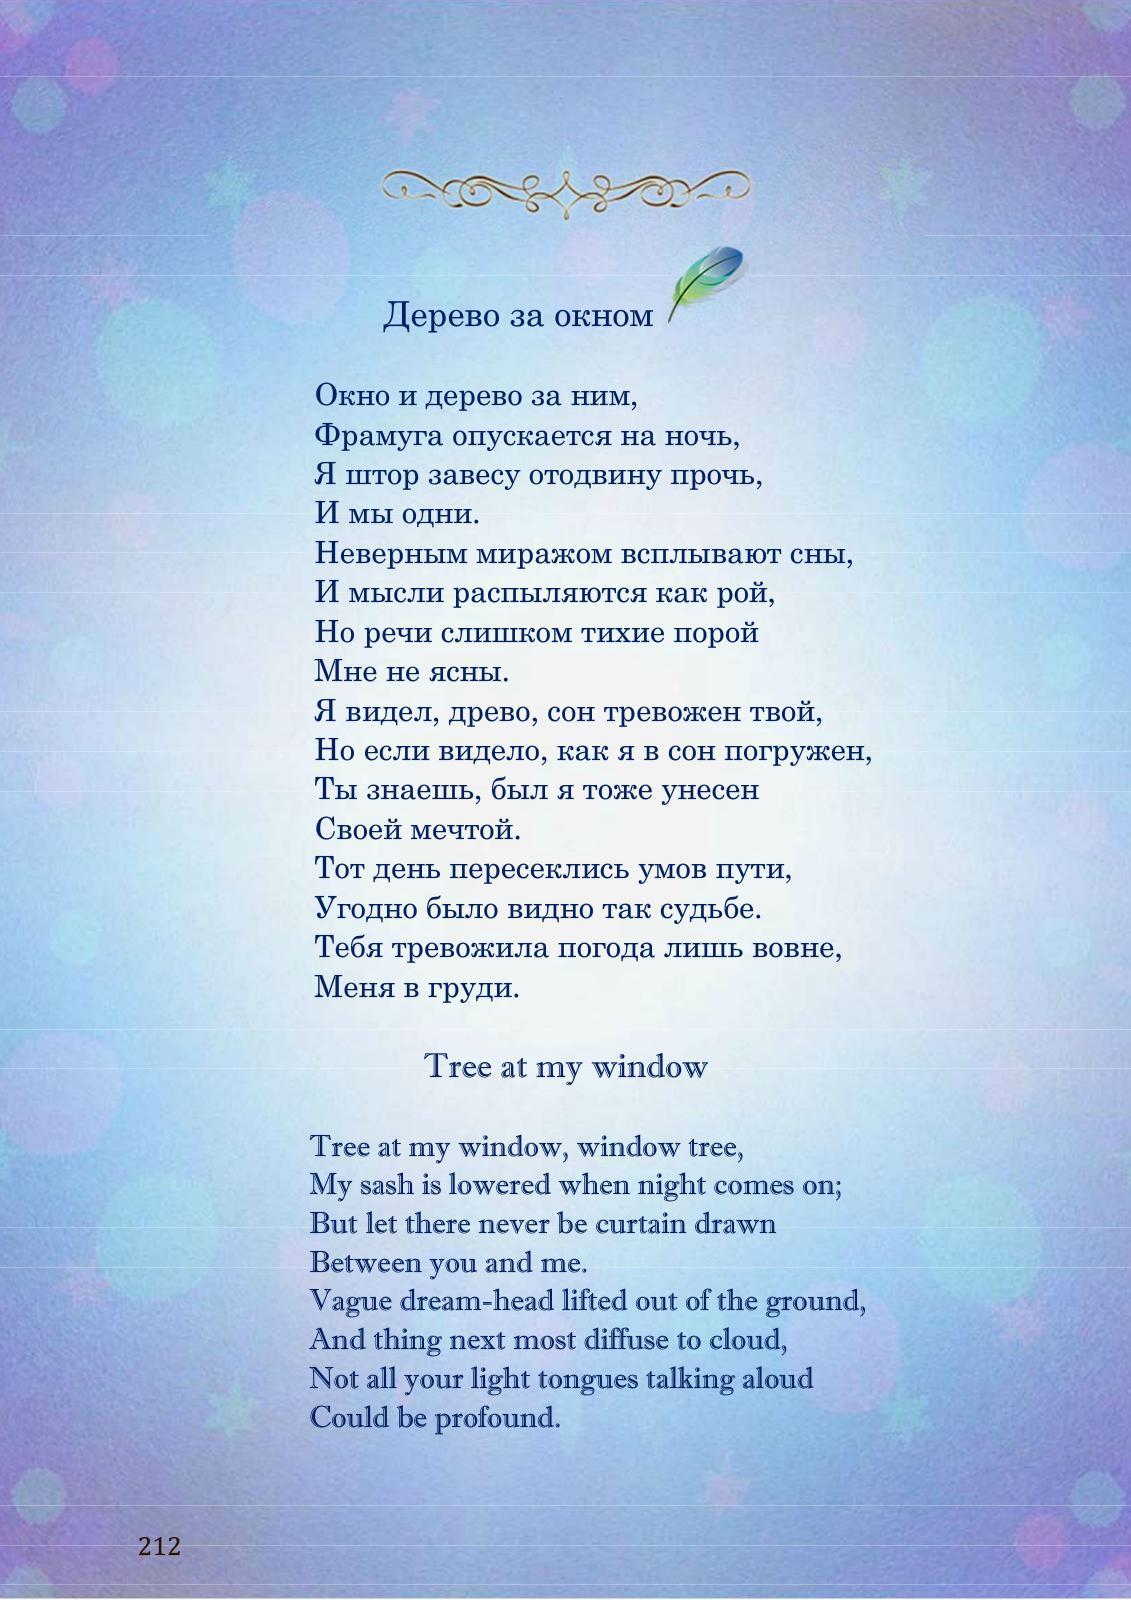 Дерево за окном
Окно и дерево за ним,
Фрамуга опускается на ночь,
Я штор завесу отодвину прочь,
И мы одни.
Неверным миражом всплывают сны,
И мысли распыляются как рой,
Но речи слишком тихие порой
Мне не ясны.
Я видел, древо, сон тревожен твой,
Но если видело, как я в сон погружен,
Ты знаешь, был я тоже унесен
Своей мечтой.
Тот день пересеклись умов пути,
Угодно было видно так судьбе.
Тебя тревожила погода лишь вовне,
Меня в груди.
Tree at my window
Tree at my window, window tree,
My sash is lowered when night comes on;
But let there never be curtain drawn
Between you and me.
Vague dream-head lifted out of the ground,
And thing next most diffuse to cloud,
Not all your light tongues talking aloud
Could be profound.
212